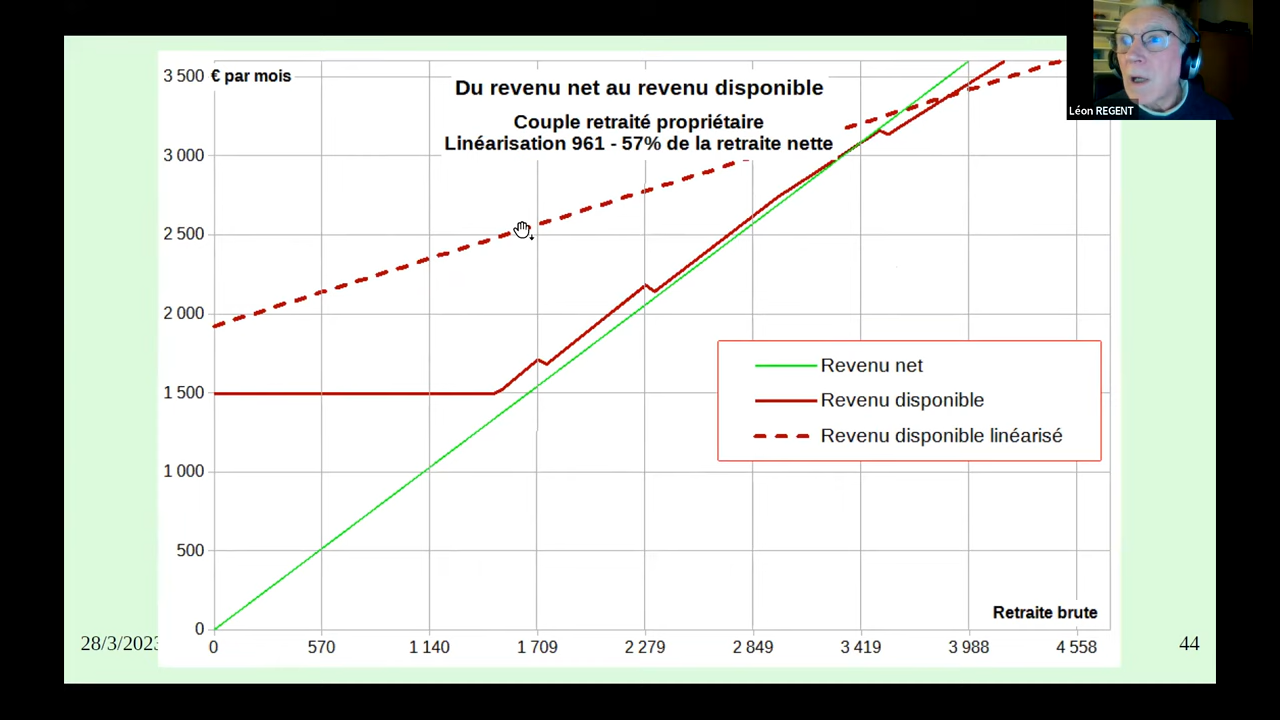 € par mois
Du revenu net au revenu disponible
Couple retraité propriétaire
Linéarisation 961 - 57% de la retraite nette
3 500
3 000
2 500
2 000
1 500
1 000
500
0
Revenu net
Revenu disponible
Revenu disponible linéarisé
Retraite brute
0 570 1 140 1 709 2 279 2 849 3 419 3 988 4 558
28/3/2023
44
Léon REGENT